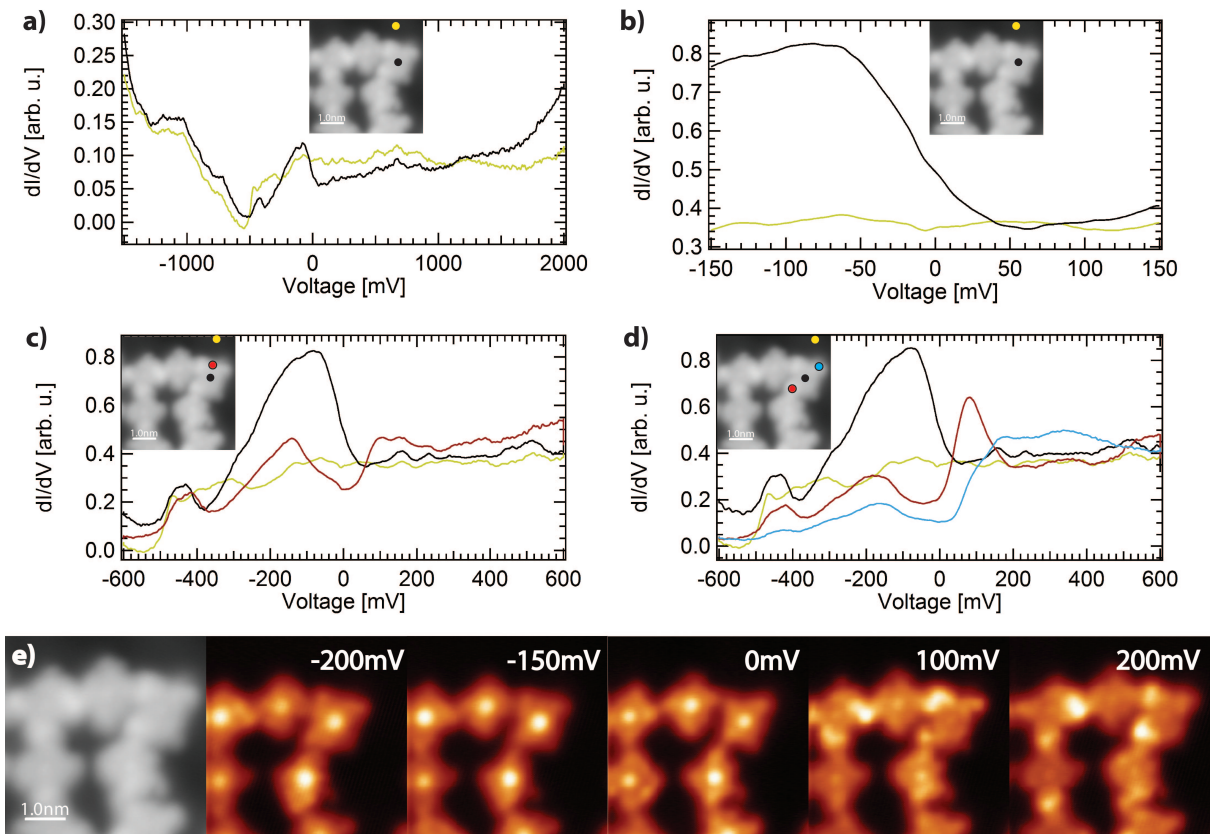 a)
dI/dV [arb. u.]
0.30
0.25
0.20
0.15
0.10
0.05
0.00
1.0nm
-1000
0
1000
2000
Voltage [mV]
b)
dI/dV [arb. u.]
0.8
0.7
0.6
0.5
0.4
0.3
1.0nm
-150
-100
-50
0
50
100
150
Voltage [mV]
c)
dI/dV [arb. u.]
0.8
0.6
0.4
0.2
0.0
1.0nm
-600
-400
-200
0
200
400
600
Voltage [mV]
d)
dI/dV [arb. u.]
0.8
0.6
0.4
0.2
0.0
1.0nm
-600
-400
-200
0
200
400
600
Voltage [mV]
e)
1.0nm
-200mV
-150mV
0mV
100mV
200mV